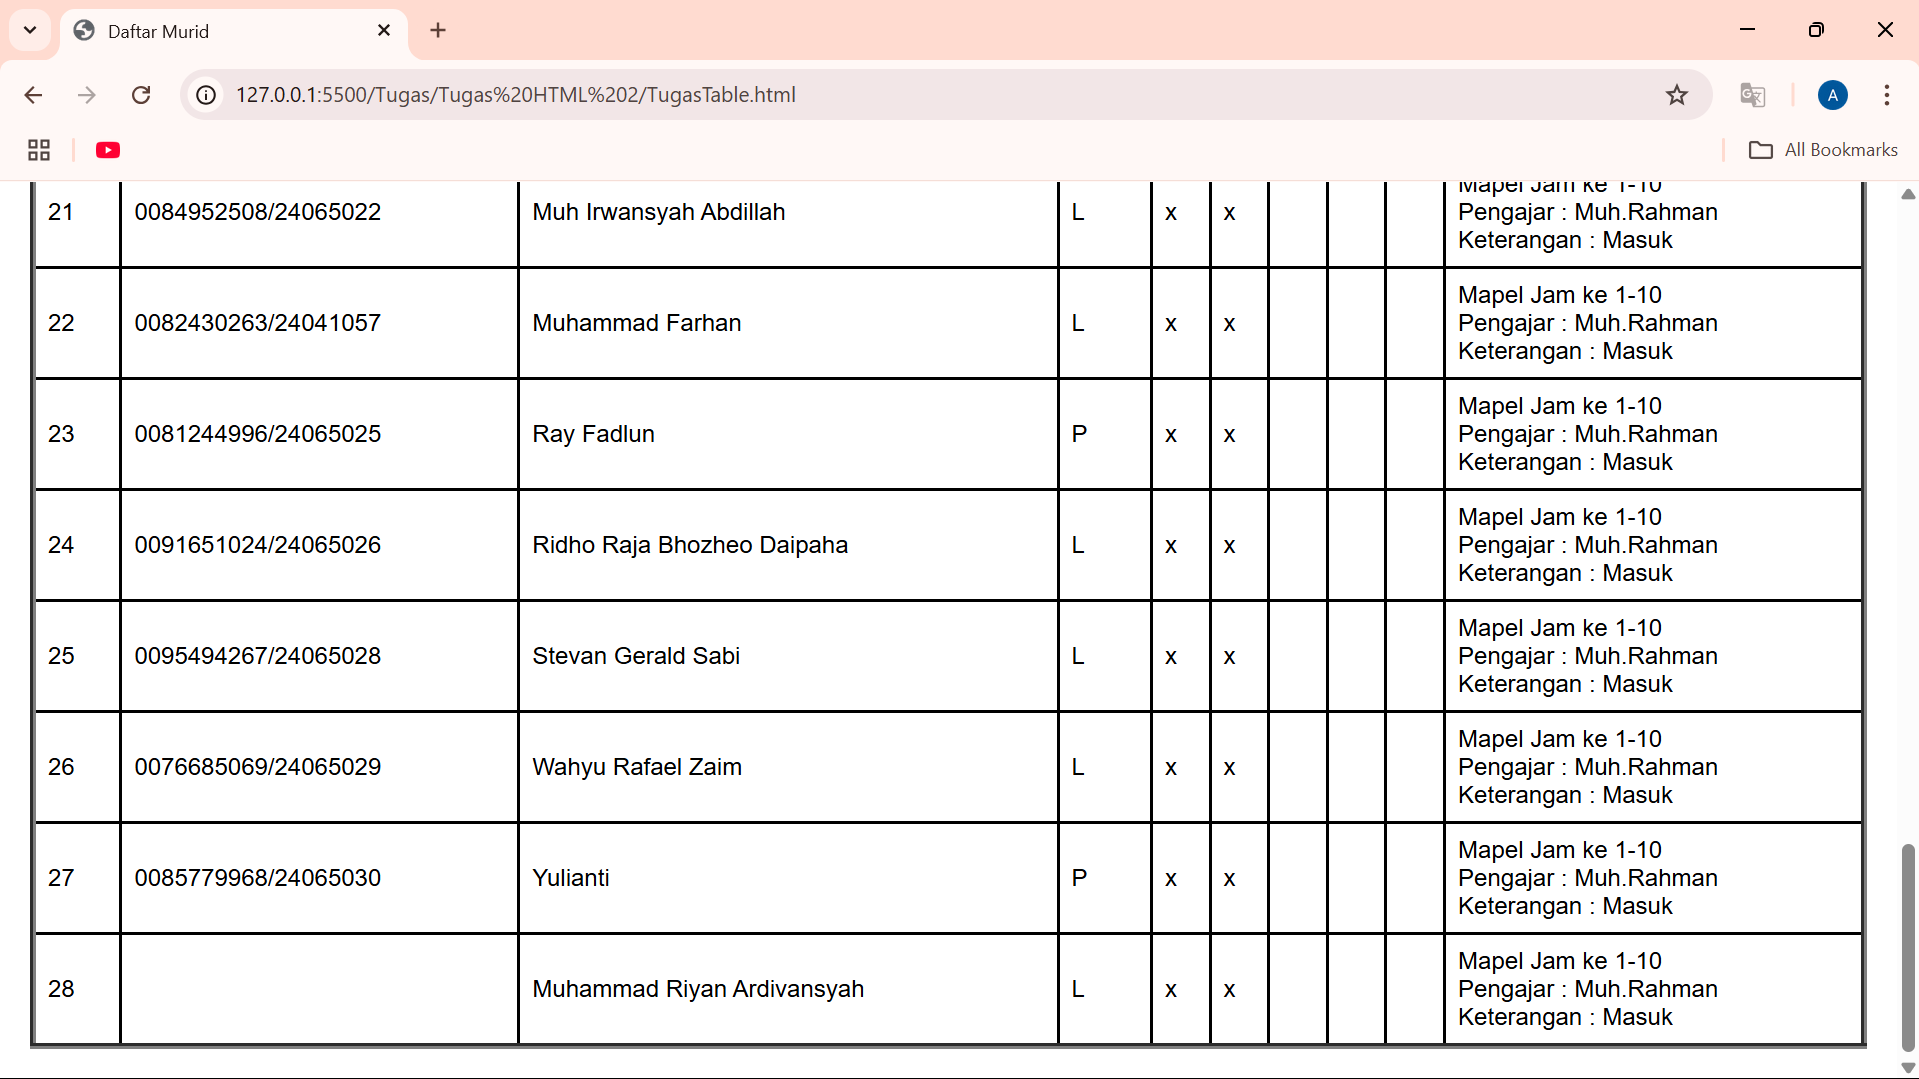 Daftar Murid
127.0.0.1:5500/Tugas/Tugas%20HTML%202/TugasTable.html
A
All Bookmarks
21 0084952508/24065022 Muh Irwansyah Abdillah L x x Mapel Jam ke 1-10
Pengajar : Muh.Rahman
Keterangan : Masuk
22 0082430263/24041057 Muhammad Farhan L x x Mapel Jam ke 1-10
Pengajar : Muh.Rahman
Keterangan : Masuk
23 0081244996/24065025 Ray Fadlun P x x Mapel Jam ke 1-10
Pengajar : Muh.Rahman
Keterangan : Masuk
24 0091651024/24065026 Ridho Raja Bhozheo Daipaha L x x Mapel Jam ke 1-10
Pengajar : Muh.Rahman
Keterangan : Masuk
25 0095494267/24065028 Stevan Gerald Sabi L x x Mapel Jam ke 1-10
Pengajar : Muh.Rahman
Keterangan : Masuk
26 0076685069/24065029 Wahyu Rafael Zaim L x x Mapel Jam ke 1-10
Pengajar : Muh.Rahman
Keterangan : Masuk
27 0085779968/24065030 Yulianti P x x Mapel Jam ke 1-10
Pengajar : Muh.Rahman
Keterangan : Masuk
28 Muhammad Riyan Ardivansyah L x x Mapel Jam ke 1-10
Pengajar : Muh.Rahman
Keterangan : Masuk